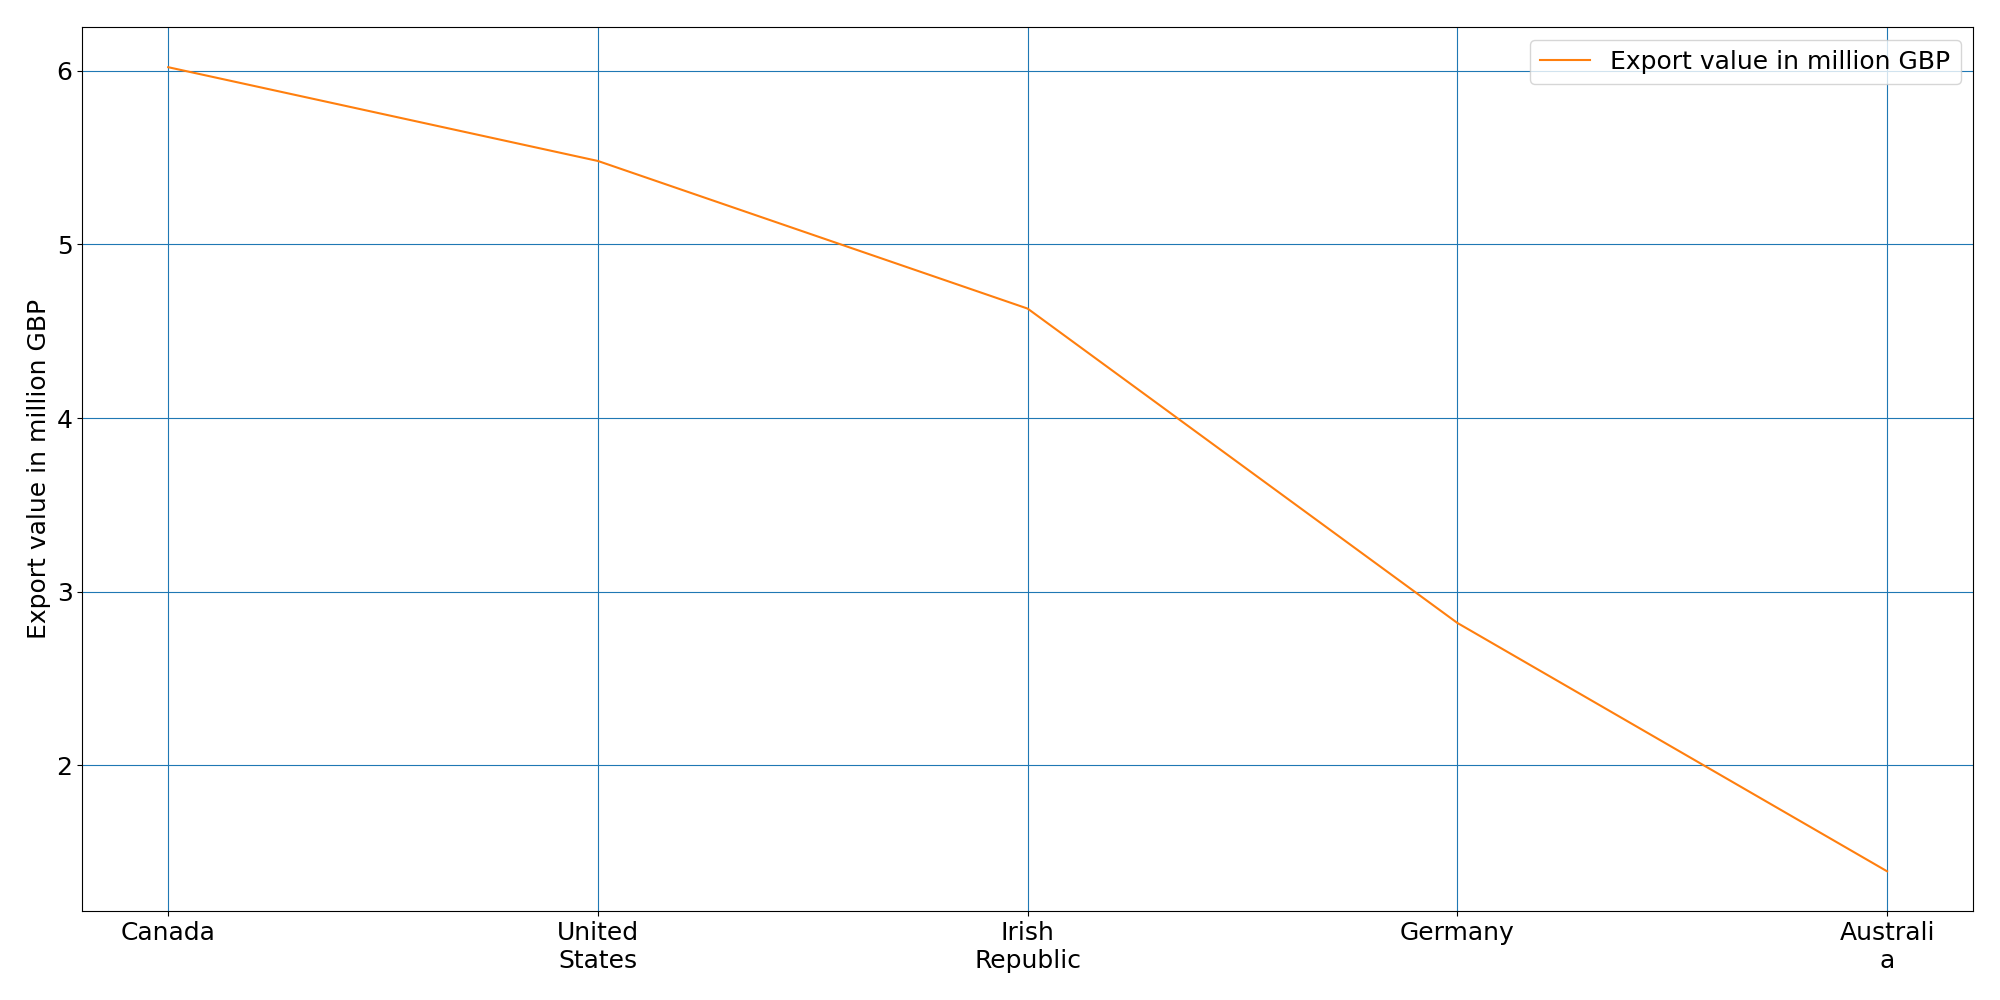 Export value in million GBP
6
5
4
3
2
Export value in million GBP
Canada
United
States
Irish
Republic
Germany
Australi
a